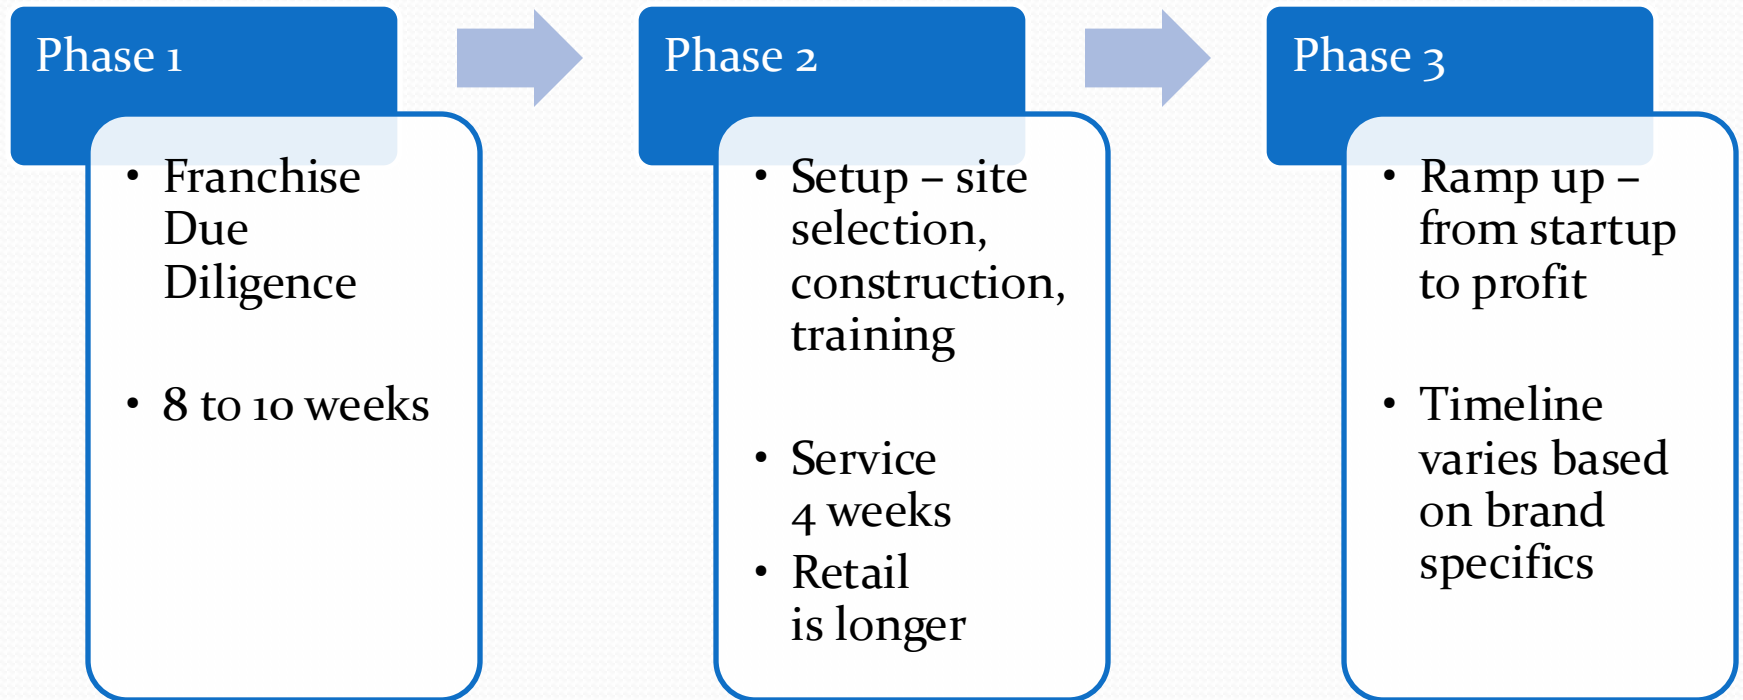 Phase 1
• Franchise
Due
Diligence
• 8 to 10 weeks
Phase 2
• Setup – site
selection,
construction,
training
• Service
4 weeks
• Retail
is longer
Phase 3
• Ramp up –
from startup
to profit
• Timeline
varies based
on brand
specifics